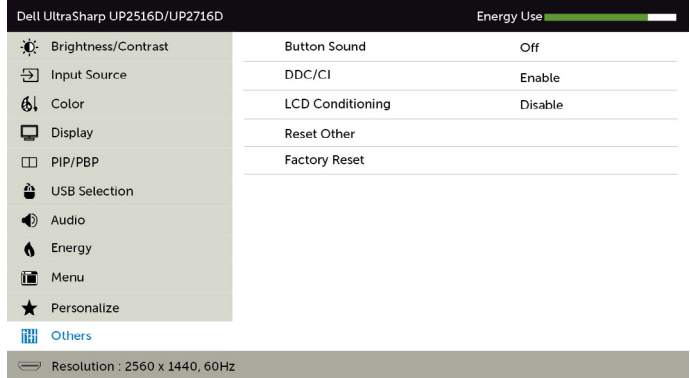 Dell UltraSharp UP2516D/UP2716D Energy Use
Brightness/Contrast Button Sound Off
Input Source DDC/CI Enable
Color LCD Conditioning Disable
Display Reset Other
PIP/PBP Factory Reset
USB Selection
Audio
Energy
Menu
Personalize
Others
Resolution : 2560 x 1440, 60Hz